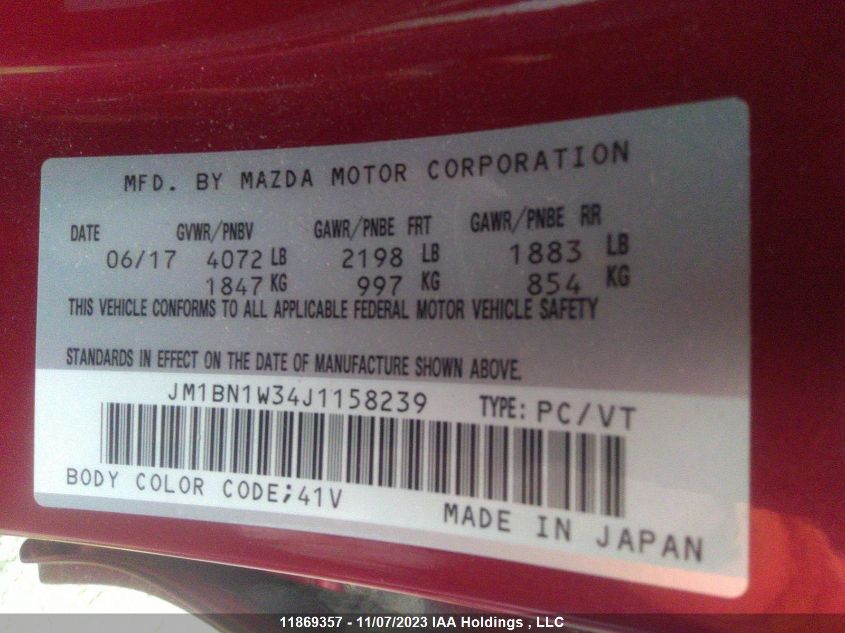 MFD. BY MAZDA MOTOR CORPORATION
DATE GVWR/PNBV GAWR/PNBE FRT GAWR/PNBE RR
06/17 4072 LB 2198 LB 1883 LB
1847 KG 997 KG 854 KG
THIS VEHICLE CONFORMS TO ALL APPLICABLE FEDERAL MOTOR VEHICLE SAFETY
STANDARDS IN EFFECT ON THE DATE OF MANUFACTURE SHOWN ABOVE.
JM1BN1W34J1158239 TYPE: PC/VT
BODY COLOR CODE;41V
MADE IN JAPAN
11869357 - 11/07/2023 IAA Holdings , LLC